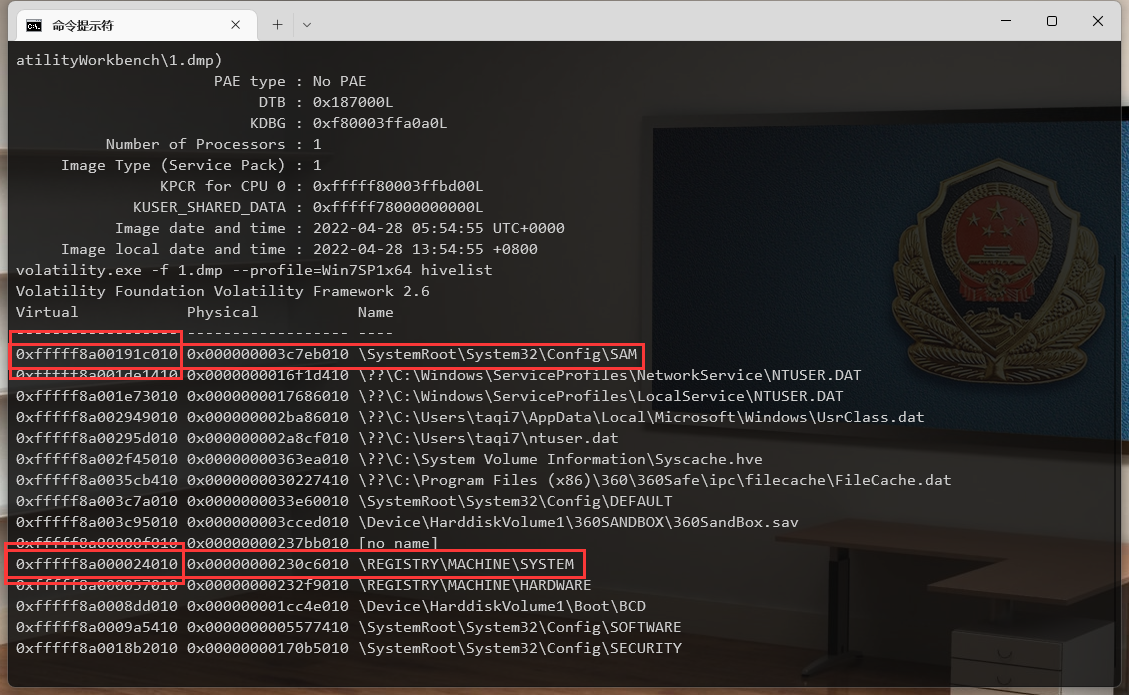 命令提示符
atilityWorkbench\1.dmp)
PAE type : No PAE
DTB : 0x187000L
KDBG : 0xf80003ffa0a0L
Number of Processors : 1
Image Type (Service Pack) : 1
KPCR for CPU 0 : 0xfffff80003ffbd00L
KUSER_SHARED_DATA : 0xfffff78000000000L
Image date and time : 2022-04-28 05:54:55 UTC+0000
Image local date and time : 2022-04-28 13:54:55 +0800
volatility.exe -f 1.dmp --profile=Win7SP1x64 hivelist
Volatility Foundation Volatility Framework 2.6
Virtual Physical Name
------------------ ------------------ ----
0xfffff8a00191c010 0x000000003c7eb010 \SystemRoot\System32\Config\SAM
0xfffff8a001de1410 0x0000000016f1d410 \??\C:\Windows\ServiceProfiles\NetworkService\NTUSER.DAT
0xfffff8a001e73010 0x0000000017686010 \??\C:\Windows\ServiceProfiles\LocalService\NTUSER.DAT
0xfffff8a002949010 0x000000002ba86010 \??\C:\Users\taqi7\AppData\Local\Microsoft\Windows\UsrClass.dat
0xfffff8a00295d010 0x000000002a8cf010 \??\C:\Users\taqi7\ntuser.dat
0xfffff8a002f45010 0x00000000363ea010 \??\C:\System Volume Information\Syscache.hve
0xfffff8a0035cb410 0x0000000030227410 \??\C:\Program Files (x86)\360\360Safe\ipc\filecache\FileCache.dat
0xfffff8a003c7a010 0x0000000033e60010 \SystemRoot\System32\Config\DEFAULT
0xfffff8a003c95010 0x000000003cced010 \Device\HarddiskVolume1\360SANDBOX\360SandBox.sav
0xfffff8a00000f010 0x00000000237bb010 [no name]
0xfffff8a000024010 0x00000000230c6010 \REGISTRY\MACHINE\SYSTEM
0xfffff8a000057010 0x00000000232f9010 \REGISTRY\MACHINE\HARDWARE
0xfffff8a0008dd010 0x000000001cc4e010 \Device\HarddiskVolume1\Boot\BCD
0xfffff8a0009a5410 0x0000000005577410 \SystemRoot\System32\Config\SOFTWARE
0xfffff8a0018b2010 0x00000000170b5010 \SystemRoot\System32\Config\SECURITY